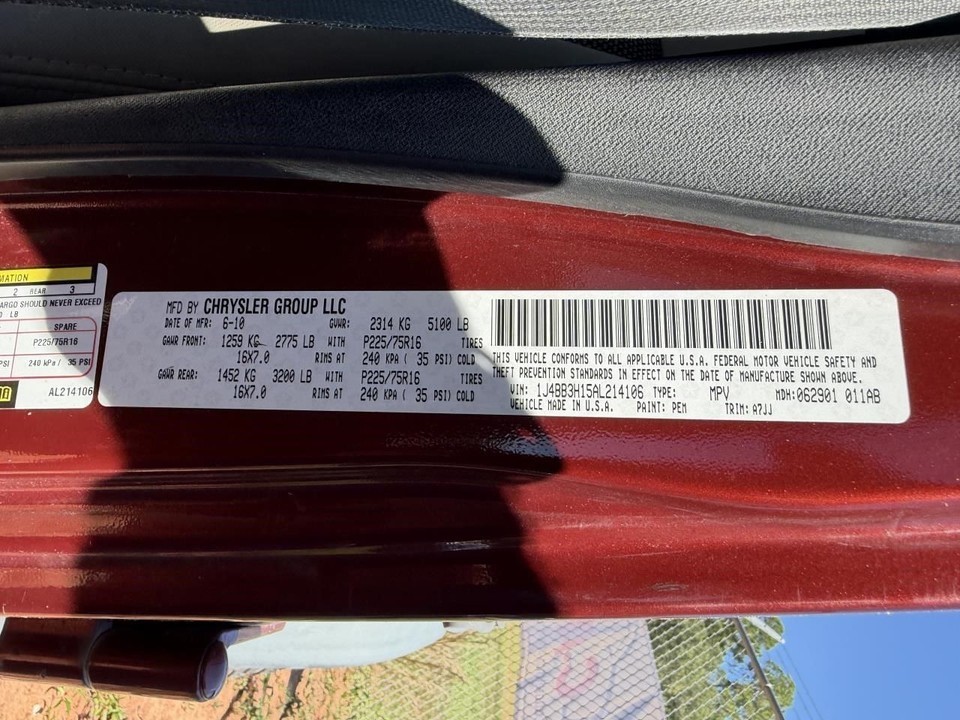 MATION
2 REAR 3
ARGO SHOULD NEVER EXCEED
LB
SPARE
P225/75R16
PSI 240 kPa / 35 PSI
AL214106
MFD BY CHRYSLER GROUP LLC
DATE OF MFR: 6-10 GVWR: 2314 KG 5100 LB
GAWR FRONT: 1259 KG 2775 LB WITH P225/75R16 TIRES
16X7.0 RIMS AT 240 KPA ( 35 PSI) COLD
GAWR REAR: 1452 KG 3200 LB WITH P225/75R16 TIRES
16X7.0 RIMS AT 240 KPA ( 35 PSI) COLD
THIS VEHICLE CONFORMS TO ALL APPLICABLE U.S.A. FEDERAL MOTOR VEHICLE SAFETY AND
THEFT PREVENTION STANDARDS IN EFFECT ON THE DATE OF MANUFACTURE SHOWN ABOVE.
VIN: 1J4BB3H15AL214106 TYPE: MPV MDH: 062901 011AB
VEHICLE MADE IN U.S.A. PAINT: PEM TRIM: A7JJ